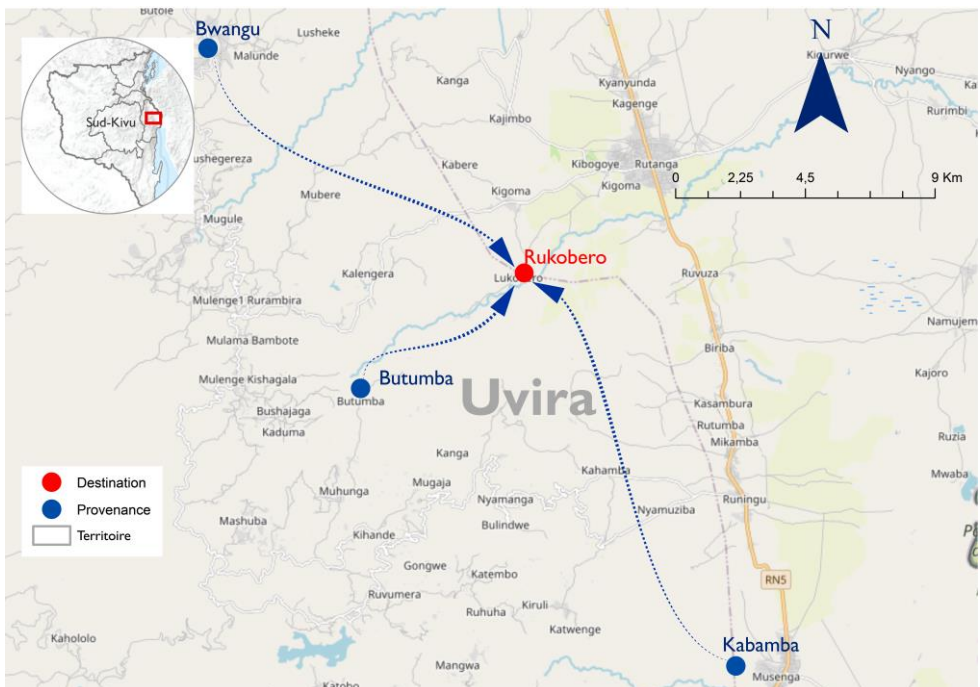 Butole
Bwangu
Lusheke
Malunde
Kanga
Kyanyunda
Kagenge
N
Kigurwe
Nyango
Rurimbi
Sud-Kivu
Kajimbo
Kibogoye
Rutanga
Kigoma
0 2,25 4,5 9 Km
ushegereza
Kabere
Mubere
Kigoma
Mugule
Rukobero
Kalengera
Ruvuza
Mulenge1 Rurambira
Namujem
Mulama Bambote
Biriba
Mulenge Kishagala
Butumba
Butumba
Uvira
Kajoro
Bushajaga
Kaduma
Kasambura
Rutumba
Mikamba
Ruzia
Kanga
Kahamba
Mwaba
Destination
Provenance
Territoire
Muhunga
Mugaja
Nyamanga
Nyamuziba
Runingu
Mashuba
Bulindwe
Kihande
Gongwe
Katembo
RN5
Ruvumera
Ruhuha
Kiruli
Katwenge
Kahololo
Kabamba
Mangwa
Musenga
Katobo